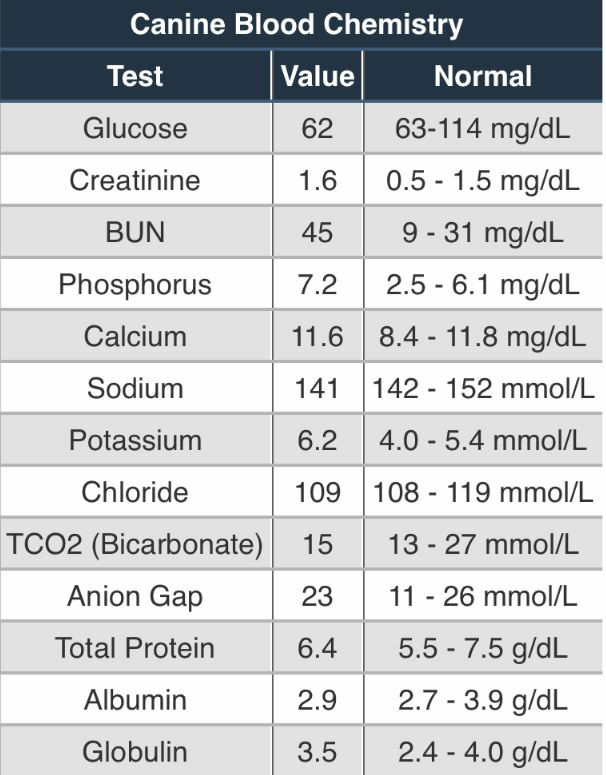 Canine Blood Chemistry
Test Value Normal
Glucose 62 63-114 mg/dL
Creatinine 1.6 0.5 - 1.5 mg/dL
BUN 45 9 - 31 mg/dL
Phosphorus 7.2 2.5 - 6.1 mg/dL
Calcium 11.6 8.4 - 11.8 mg/dL
Sodium 141 142 - 152 mmol/L
Potassium 6.2 4.0 - 5.4 mmol/L
Chloride 109 108 - 119 mmol/L
TCO2 (Bicarbonate) 15 13 - 27 mmol/L
Anion Gap 23 11 - 26 mmol/L
Total Protein 6.4 5.5 - 7.5 g/dL
Albumin 2.9 2.7 - 3.9 g/dL
Globulin 3.5 2.4 - 4.0 g/dL